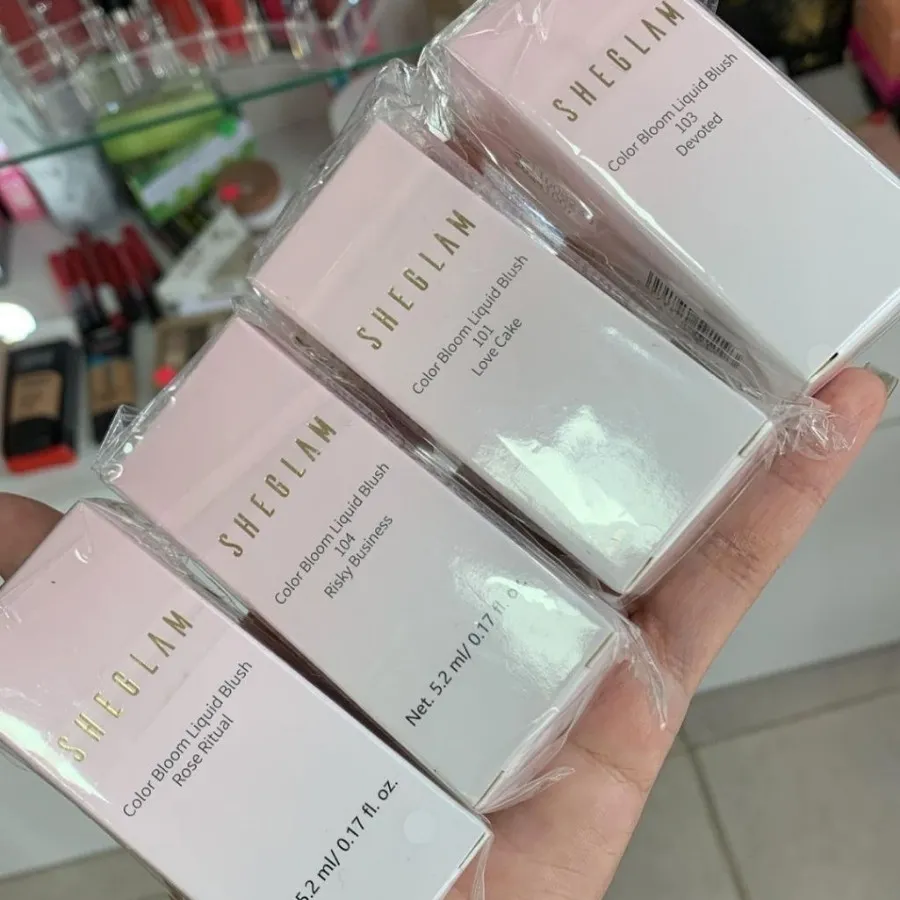 SHEGLAM
Color Bloom Liquid Blush
103
Devoted
SHEGLAM
Color Bloom Liquid Blush
101
Love Cake
SHEGLAM
Color Bloom Liquid Blush
104
Risky Business
Net. 5.2 ml/ 0.17 fl. o
SHEGLAM
Color Bloom Liquid Blush
Rose Ritual
5.2 ml/ 0.17 fl. oz.